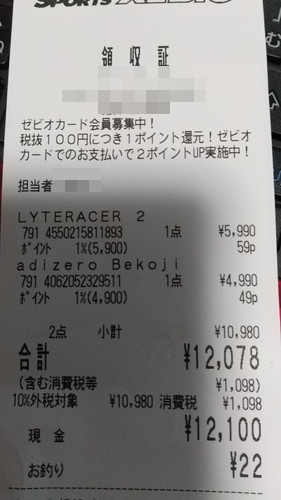 SPORTS XEBIO
領収証
ゼビオカード会員募集中!
税抜100円につき1ポイント還元!ゼビオ
カードでのお支払いで2ポイントUP実施中!
担当者
LYTERACER 2
791 4550215811893 1点 ¥5,990
ポイント 1%(5,900) 59p
adizero Bekoji
791 4062052329511 1点 ¥4,990
ポイント 1%(4,900) 49p
2点 小計 ¥10,980
合計 ¥12,078
(含む消費税等 ¥1,098)
10%外税対象 ¥10,980 消費税 ¥1,098
現金 ¥12,100
お釣り ¥22